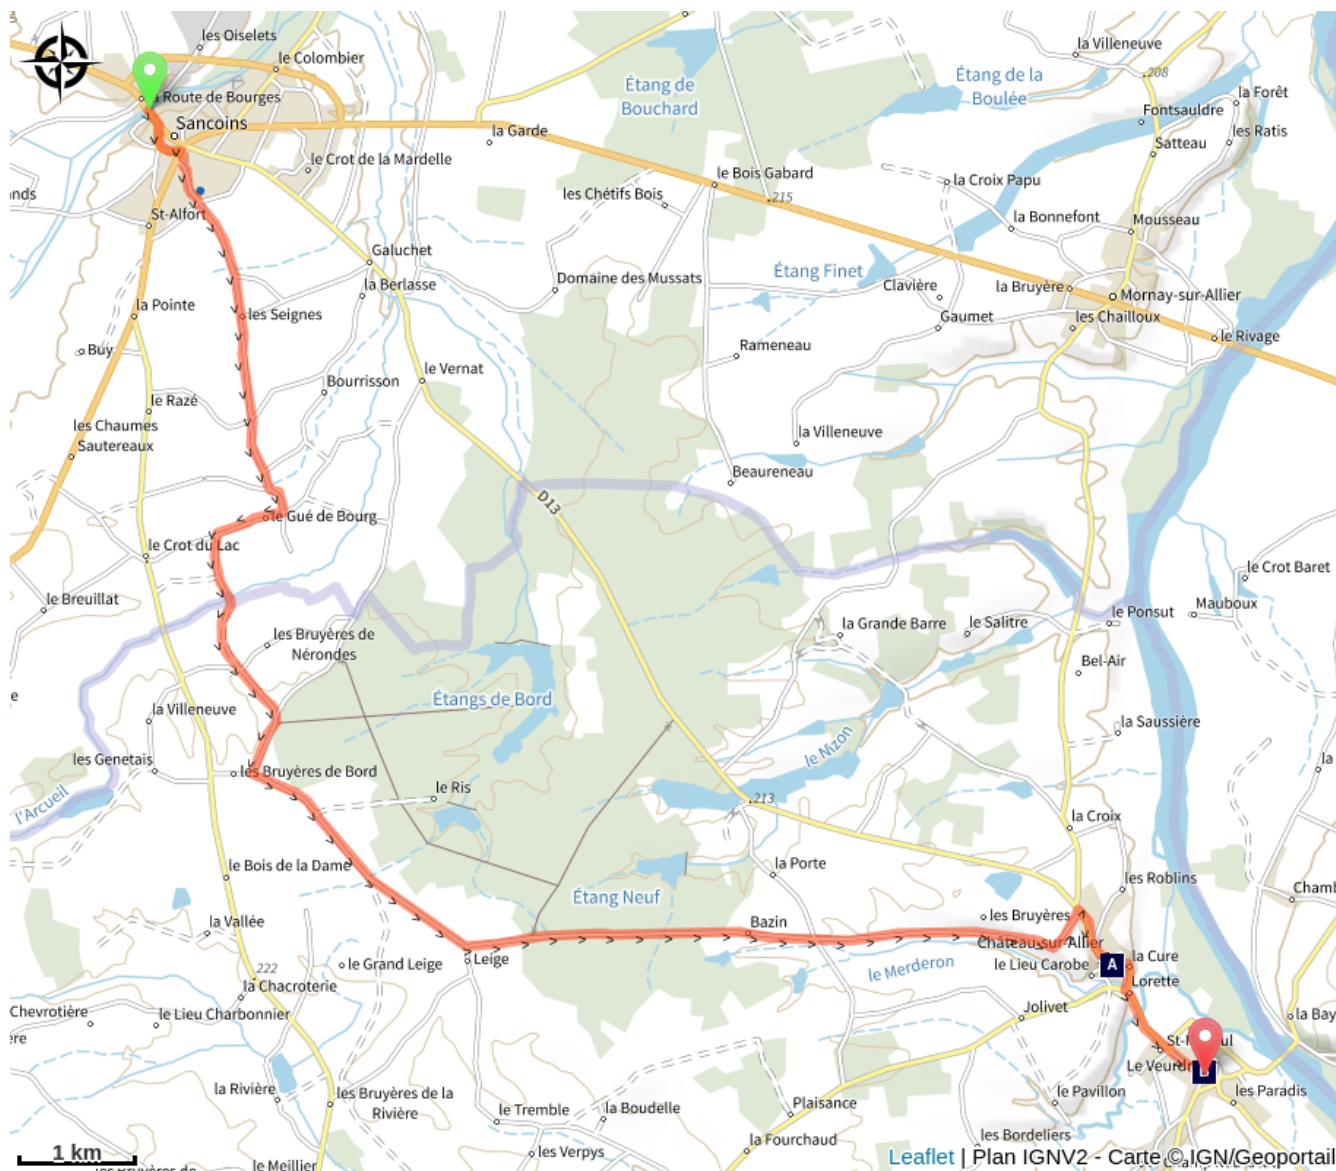 les Oiselets
la Villeneuve
le Colombier
Étang de
Bouchard
208
Étang de la
Boulée
la Forêt
Route de Bourges
Fontsauldre
Sancoins
la Garde
les Ratis
Satteau
le Crot de la Mardelle
le Bois Gabard
la Croix Papu
les Chétifs Bois
215
nds
St-Alfort
la Bonnefont
Mousseau
Galuchet
Étang Finet
Domaine des Mussats
la Berlasse
Clavière
la Bruyère
Mornay-sur-Allier
la Pointe
les Seignes
Gaumet
les Chailloux
le Rivage
Buy
Rameneau
le Vernat
Bourrisson
le Razé
les Chaumes
Sautereaux
la Villeneuve
Beaureneau
D13
le Gué de Bourg
le Crot du Lac
le Crot Baret
le Breuillat
Mauboux
le Ponsut
la Grande Barre
le Salitre
les Bruyères de
Nérondes
Bel-Air
e
Étangs de Bord
la Villeneuve
la Saussière
le Nizon
les Genetais
les Bruyères de Bord
la
l'Arcueil
le Ris
213
la Croix
le Bois de la Dame
la Porte
les Roblins
Étang Neuf
Chamb
la Vallée
Bazin
les Bruyères
Château-sur-Allier
la Cure
le Grand Leige
Leige
A
le Lieu Carobe
222
le Merderon
Lorette
la Chacroterie
Chevrotière
le Lieu Charbonnier
Jolivet
la Bay
ère
Le Veurdr
la Rivière
les Bruyères de la
Rivière
le Pavillon
les Paradis
le Tremble
la Boudelle
Plaisance
les Bordeliers
la Fourchaud
1 km
le Meillier
les Verpys
Leaflet | Plan IGNV2 - Carte © IGN/Geoportail